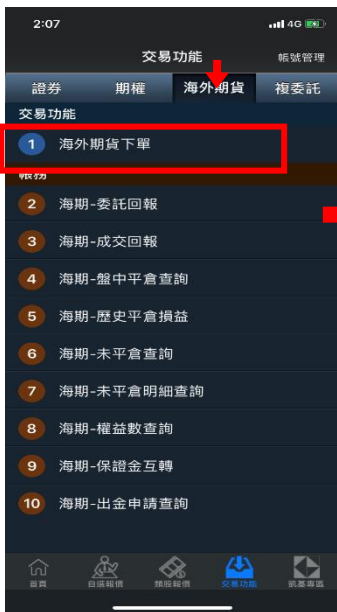 2:07
4G
交易功能
帳號管理
證券 期權 海外期貨 複委託
交易功能
1 海外期貨下單
帳務
2 海期-委託回報
3 海期-成交回報
4 海期-盤中平倉查詢
5 海期-歷史平倉損益
6 海期-未平倉查詢
7 海期-未平倉明細查詢
8 海期-權益數查詢
9 海期-保證金互轉
10 海期-出金申請查詢
首頁 自選報價 類股報價 交易功能 凱基專區